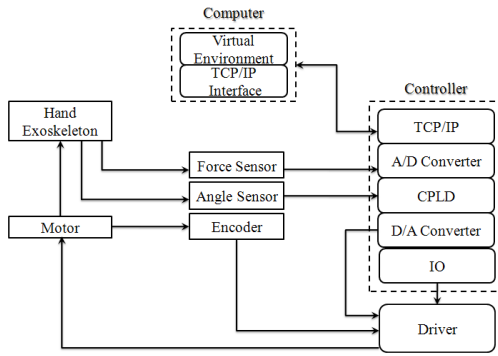 Computer
Virtual
Environment
TCP/IP
Interface
Controller
Hand
Exoskeleton
TCP/IP
Force Sensor
A/D Converter
Angle Sensor
CPLD
Motor
Encoder
D/A Converter
IO
Driver